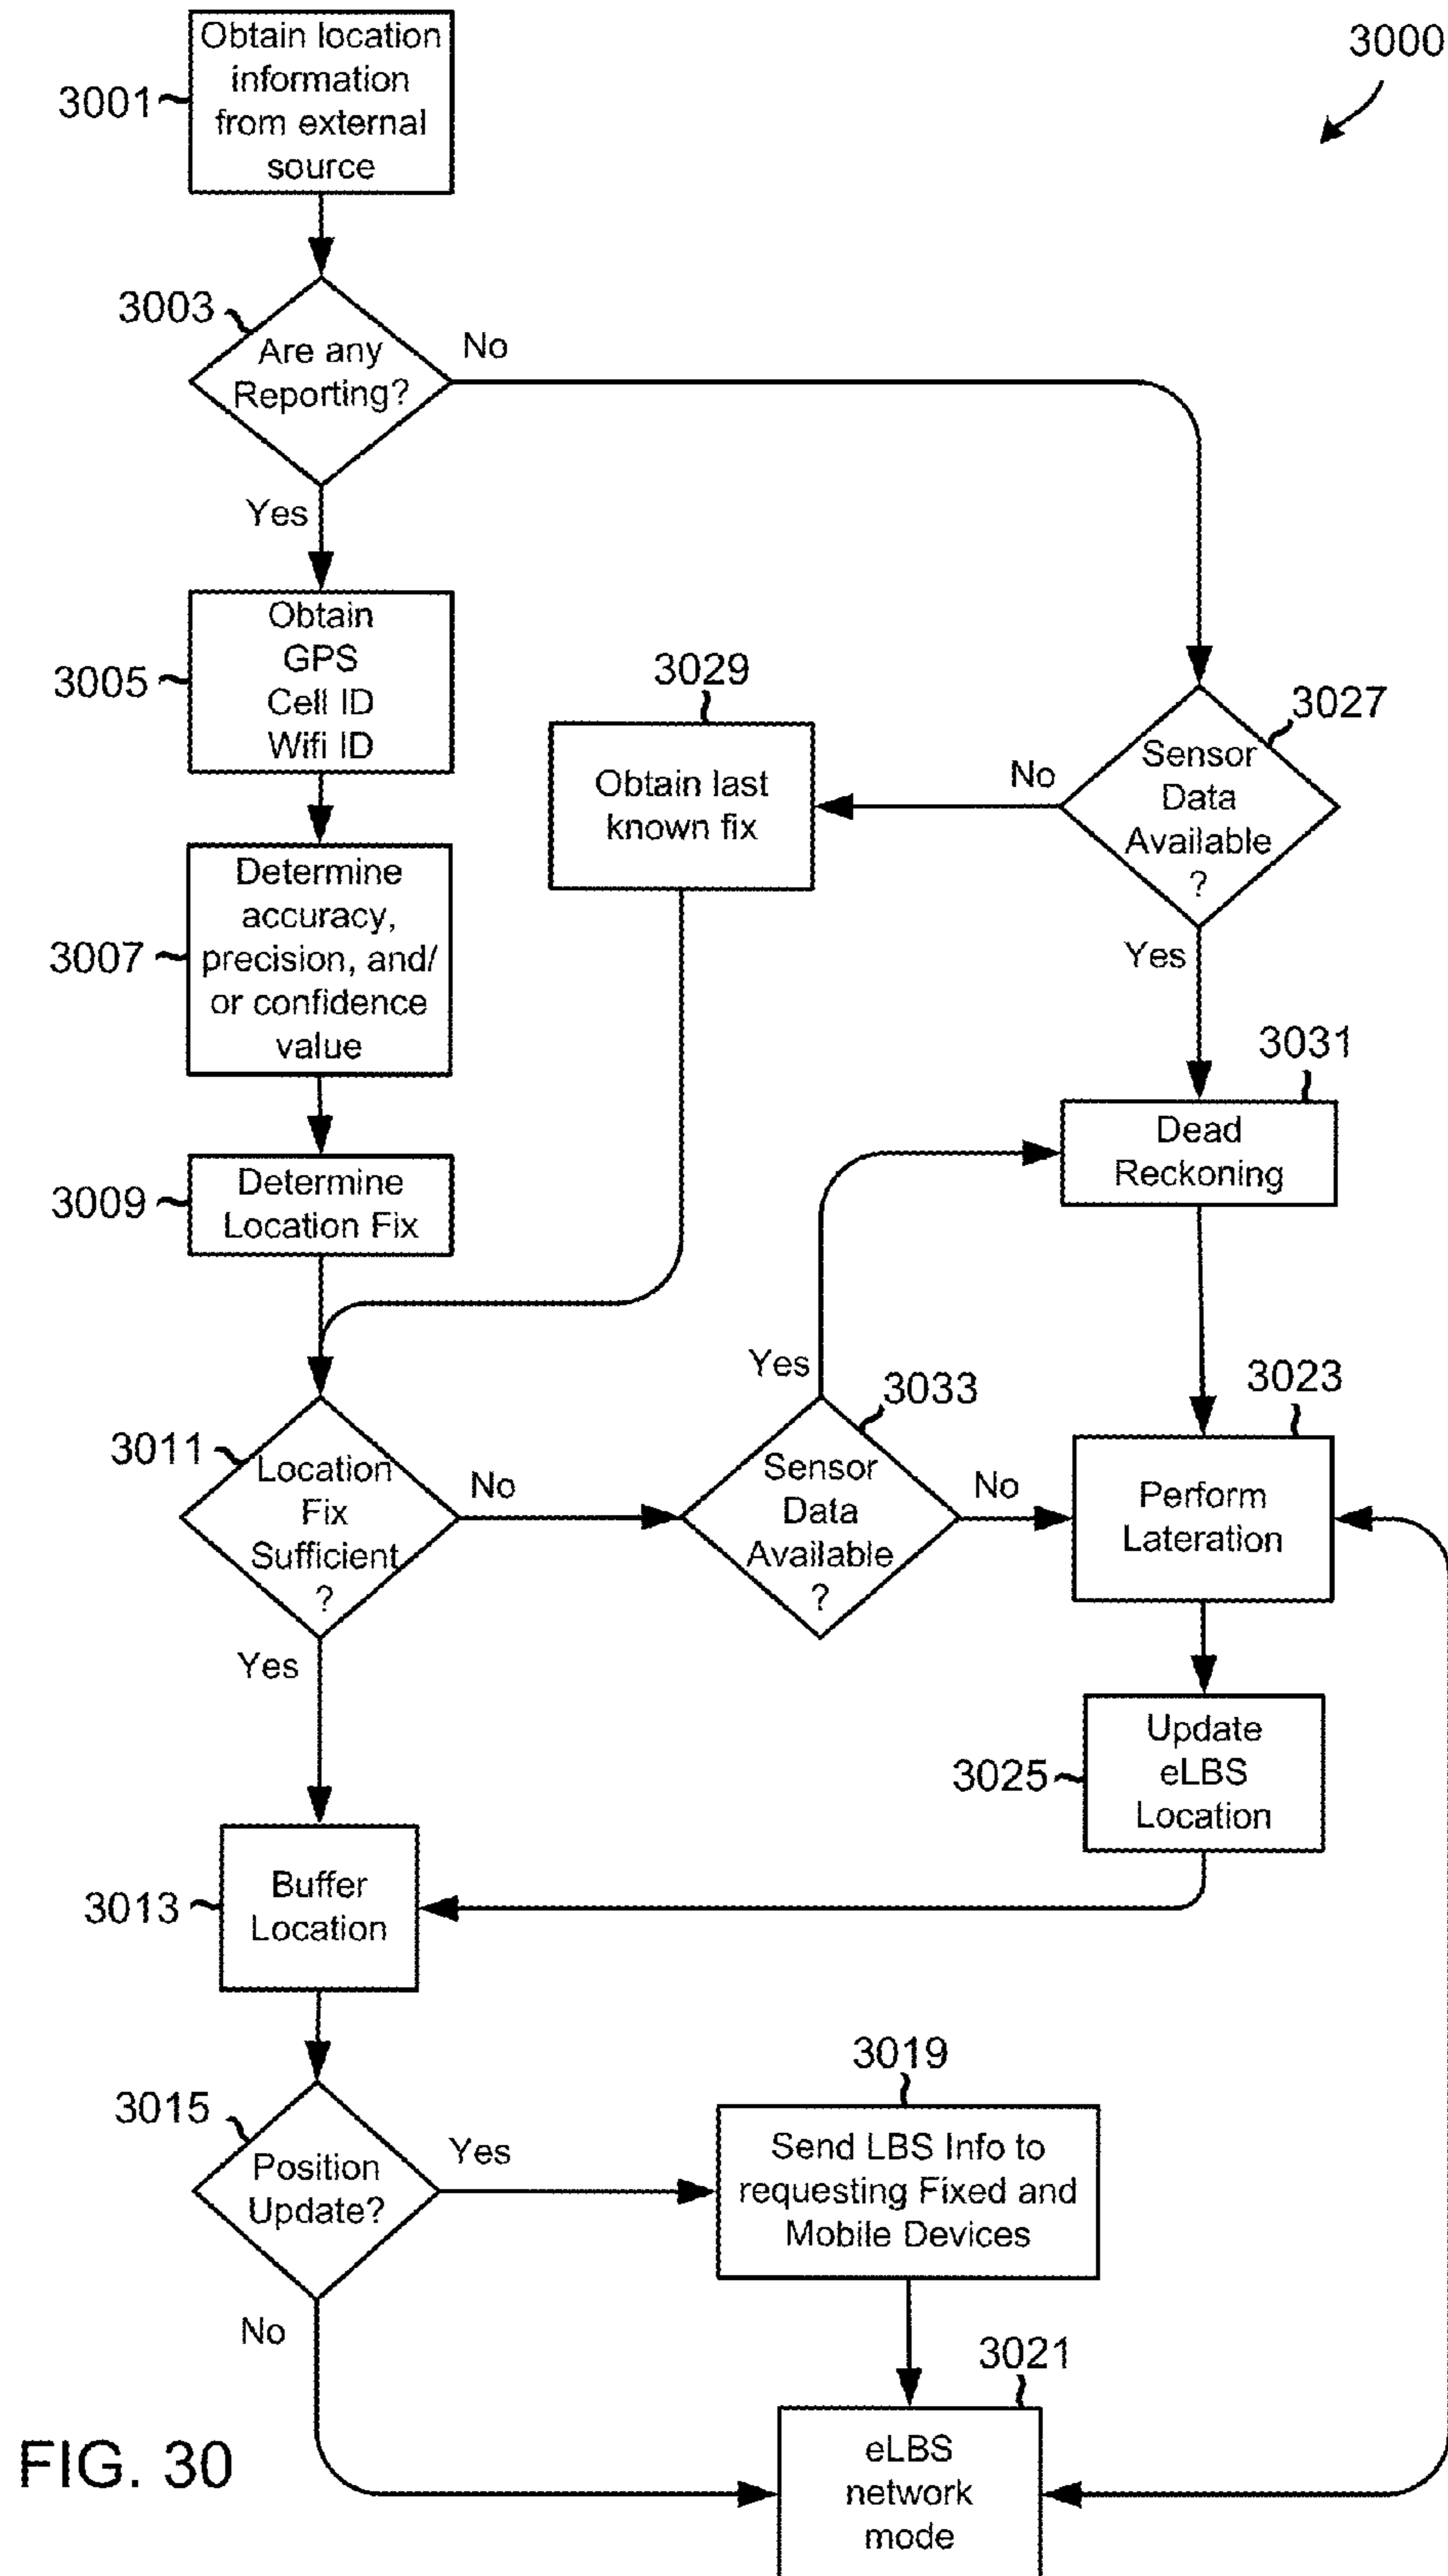 3000
Obtain location
information
from external
source
3001
3003
Are any
Reporting?
No
Yes
Obtain
GPS
Cell ID
Wifi ID
3005
3029
Obtain last
known fix
3027
Sensor
Data
Available
?
No
Yes
Determine
accuracy,
precision, and/
or confidence
value
3007
3031
Dead
Reckoning
Determine
Location Fix
3009
3011
Location
Fix
Sufficient
?
No
Yes
Yes
3033
Sensor
Data
Available
?
No
3023
Perform
Lateration
Update
eLBS
Location
3025
Buffer
Location
3013
3015
Position
Update?
Yes
No
3019
Send LBS Info to
requesting Fixed and
Mobile Devices
3021
eLBS
network
mode
FIG. 30